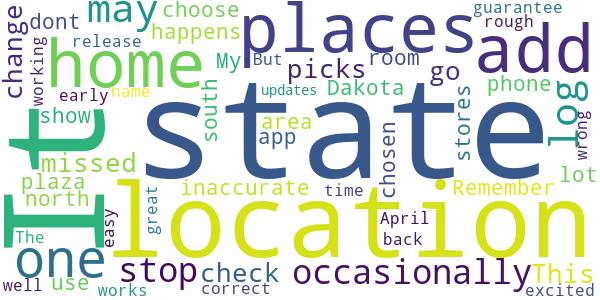 may dont choose guarantee
change release happens places rough add
working home My But room
early picks go phone log
name updates Dakota stores
It show south state app area chosen wrong
missed
plaza location inaccurate Remember lot
north easy great time April
one stop check occasionally back This
The use
well works correct excited